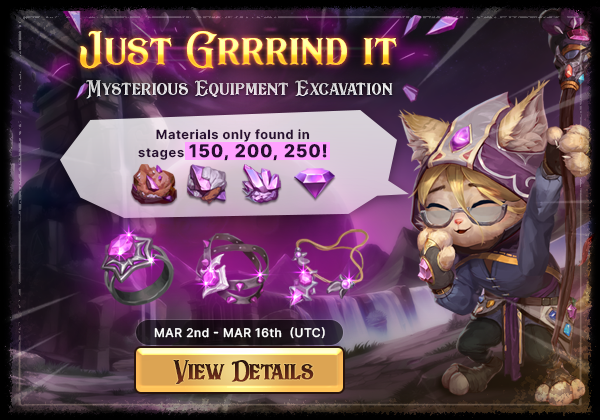 JUST GRRRIND IT
MYSTERIOUS EQUIPMENT EXCAVATION
Materials only found in
stages 150, 200, 250!
MAR 2nd - MAR 16th (UTC)
VIEW DETAILS